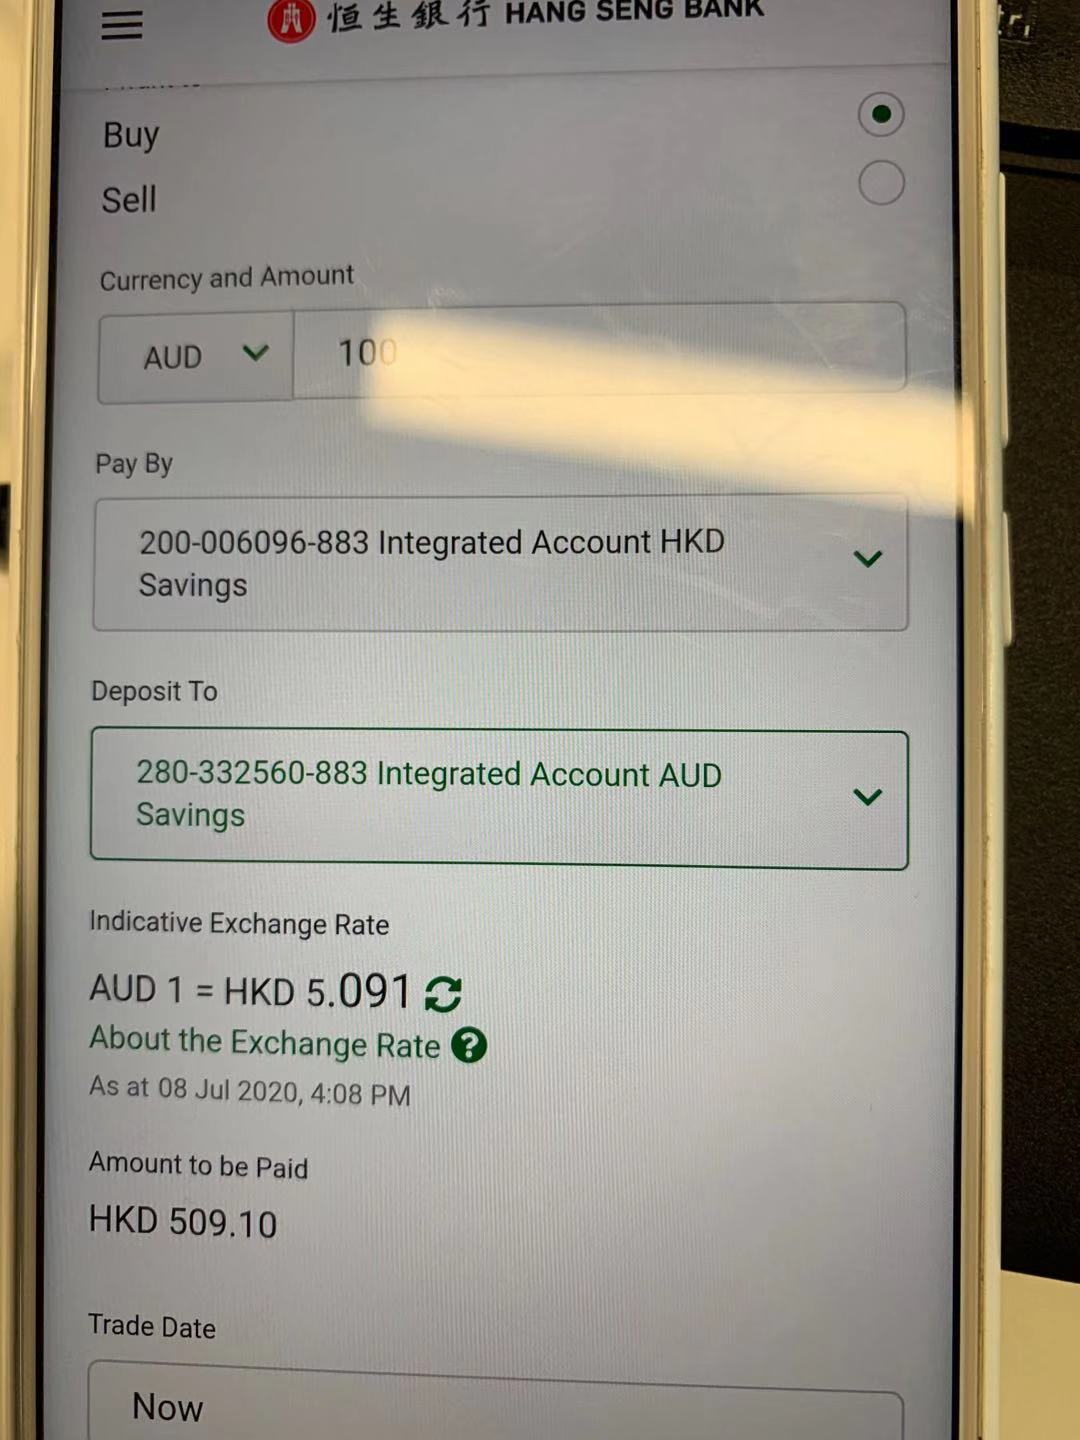 恒生銀行 HANG SENG BANK
Buy
Sell
Currency and Amount
AUD 100
Pay By
200-006096-883 Integrated Account HKD
Savings
Deposit To
280-332560-883 Integrated Account AUD
Savings
Indicative Exchange Rate
AUD 1 = HKD 5.091
About the Exchange Rate ?
As at 08 Jul 2020, 4:08 PM
Amount to be Paid
HKD 509.10
Trade Date
Now